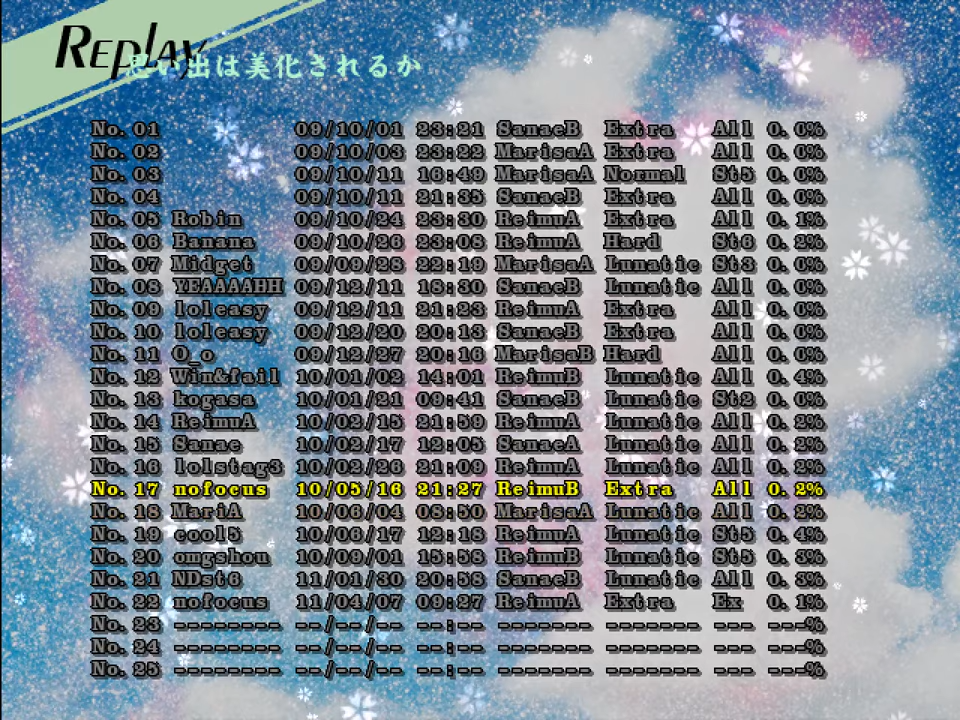 Replay
思い出は美化されるか
No. 01 09/10/01 23:21 SanaeB Extra All 0. 0%
No. 02 09/10/03 23:22 MarisaA Extra All 0. 0%
No. 03 09/10/11 16:49 MarisaA Normal St5 0. 0%
No. 04 09/10/11 21:35 SanaeB Extra All 0. 0%
No. 05 Robin 09/10/24 23:30 ReimuA Extra All 0. 1%
No. 06 Banana 09/10/26 23:08 ReimuA Hard St6 0. 2%
No. 07 Midget 09/09/28 22:19 MarisaA Lunatic St3 0. 0%
No. 08 YEAAAAHH 09/12/11 18:30 SanaeB Lunatic All 0. 0%
No. 09 loleasy 09/12/11 21:23 ReimuA Extra All 0. 0%
No. 10 loleasy 09/12/20 20:13 SanaeB Extra All 0. 0%
No. 11 O_o 09/12/27 20:16 MarisaB Hard All 0. 0%
No. 12 Win&fail 10/01/02 14:01 ReimuB Lunatic All 0. 4%
No. 13 kogasa 10/01/21 09:41 SanaeB Lunatic St2 0. 0%
No. 14 ReimuA 10/02/15 21:59 ReimuA Lunatic All 0. 2%
No. 15 Sanae 10/02/17 12:05 SanaeA Lunatic All 0. 2%
No. 16 lolstag3 10/02/26 21:09 ReimuA Lunatic All 0. 2%
No. 17 nofocus 10/05/16 21:27 ReimuB Extra All 0. 2%
No. 18 MariA 10/06/04 08:50 MarisaA Lunatic All 0. 2%
No. 19 cool5 10/06/17 12:18 ReimuA Lunatic St5 0. 4%
No. 20 omgshou 10/09/01 15:58 ReimuB Lunatic St5 0. 3%
No. 21 NDst6 11/01/30 20:58 SanaeB Lunatic All 0. 3%
No. 22 nofocus 11/04/07 09:27 ReimuA Extra Ex 0. 1%
No. 23 -------- --/--/-- --:-- ------- ------- --- ---%
No. 24 -------- --/--/-- --:-- ------- ------- --- ---%
No. 25 -------- --/--/-- --:-- ------- ------- --- ---%